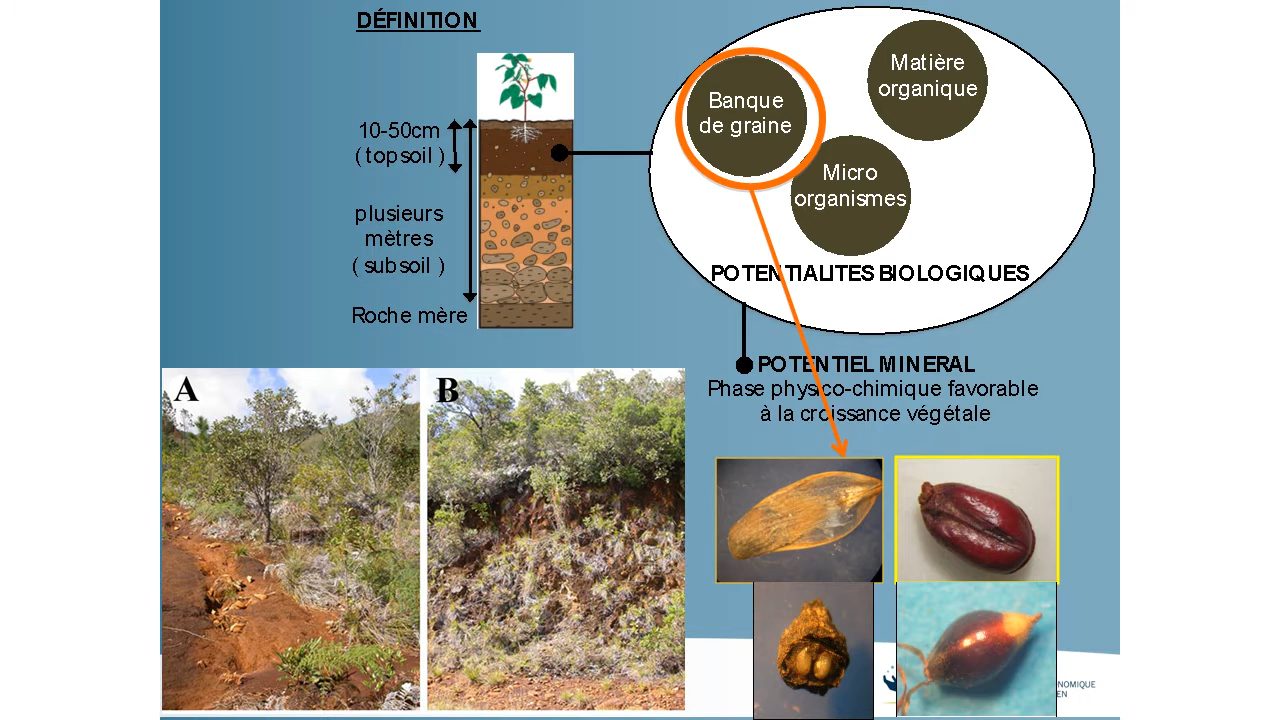 DÉFINITION
10-50cm
( topsoil )
plusieurs
mètres
( subsoil )
Roche mère
Banque
de graine
Matière
organique
Micro
organismes
POTENTIALITES BIOLOGIQUES
POTENTIEL MINERAL
Phase physico-chimique favorable
à la croissance végétale
A
B
NOMIQUE
EN